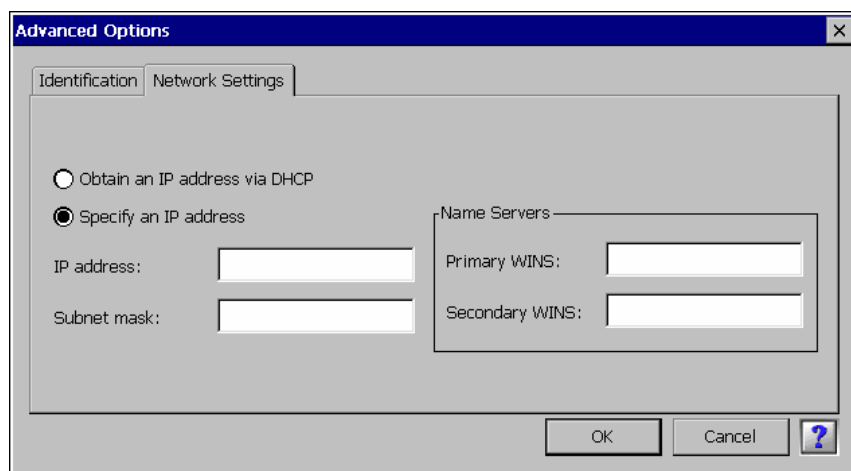 Advanced Options
Identification
Network Settings
Obtain an IP address via DHCP
Specify an IP address
IP address:
Subnet mask:
Name Servers
Primary WINS:
Secondary WINS:
OK
Cancel
?